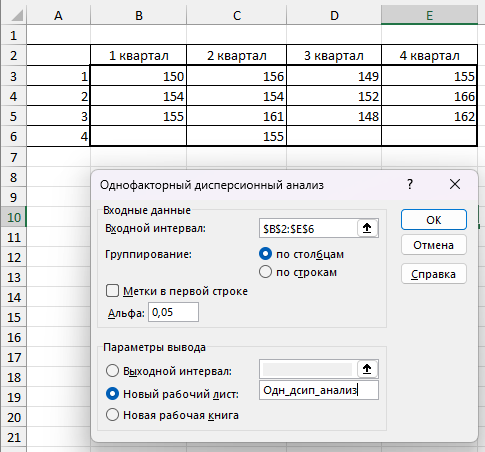 A B C D E
1
2 1 квартал 2 квартал 3 квартал 4 квартал
3 1 150 156 149 155
4 2 154 154 152 166
5 3 155 161 148 162
6 4 155
7
8
9
10
11
12
13
14
15
16
17
18
19
20
21
Однофакторный дисперсионный анализ ? ×
Входные данные
Входной интервал: $B$2:$E$6 ОК
Группирование: по столбцам Отмена
по строкам Справка
Метки в первой строке
Альфа: 0,05
Параметры вывода
Выходной интервал:
Новый рабочий лист: Одн_дсип_анализ
Новая рабочая книга